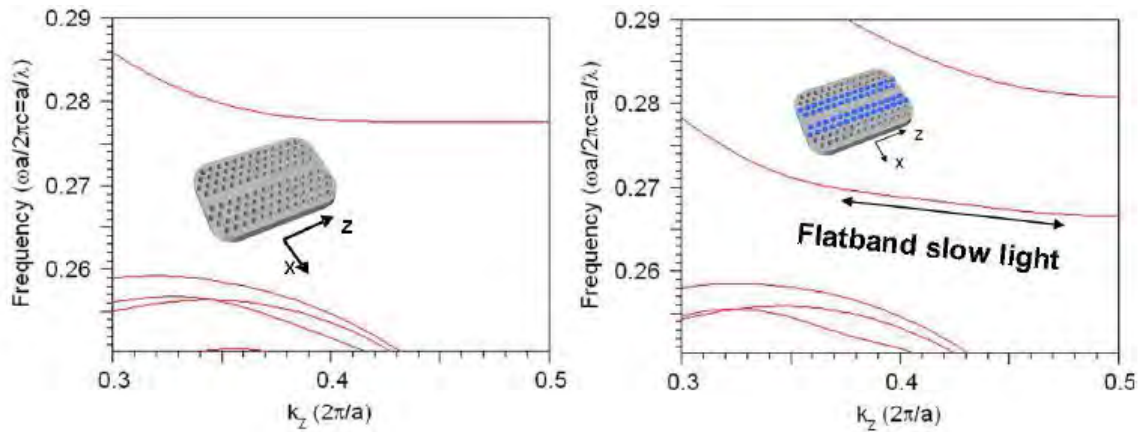 Frequency (ωa/2πc=a/λ)
0.29
0.28
0.27
0.26
0.3
0.4
0.5
k_z (2π/a)
z
x
Frequency (ωa/2πc=a/λ)
0.29
0.28
0.27
0.26
0.3
0.4
0.5
k_z (2π/a)
z
x
Flatband slow light